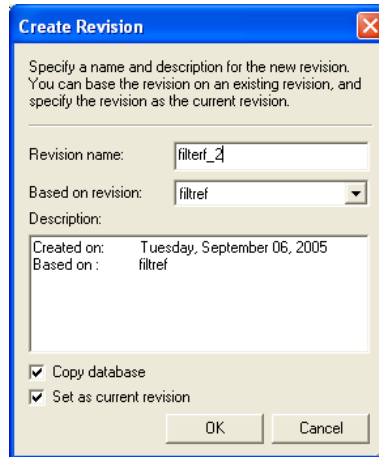 Create Revision
Specify a name and description for the new revision.
You can base the revision on an existing revision, and
specify the revision as the current revision.
Revision name: filterf_2
Based on revision: filtref
Description:
Created on: Tuesday, September 06, 2005
Based on : filtref
Copy database
Set as current revision
OK Cancel